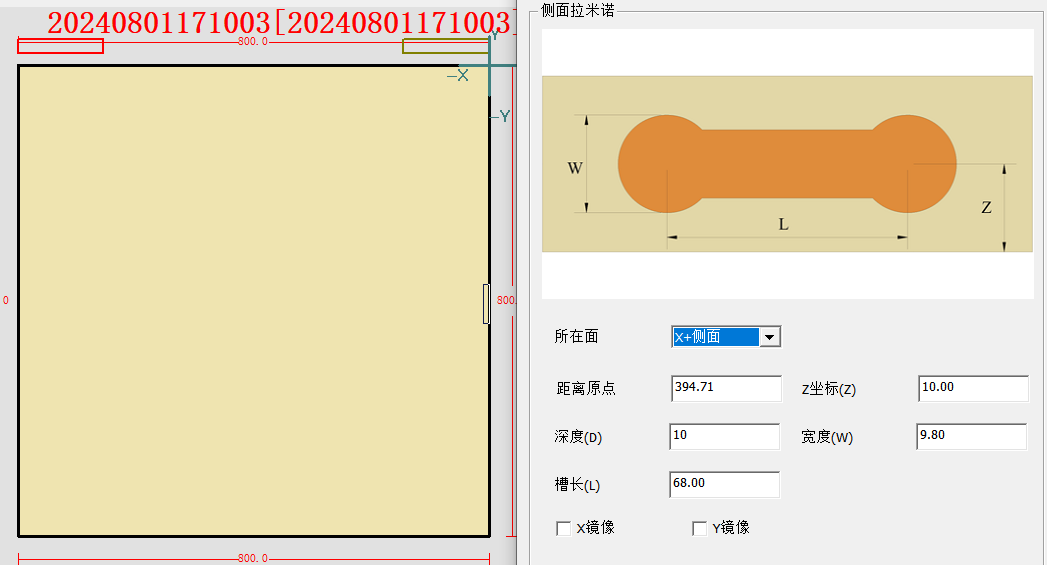 20240801171003[20240801171003]
800.0
Y
—X
—Y
0
800.
800.0
侧面拉米诺
W
L
Z
所在面
X+侧面
距离原点
394.71
Z坐标(Z)
10.00
深度(D)
10
宽度(W)
9.80
槽长(L)
68.00
X镜像
Y镜像